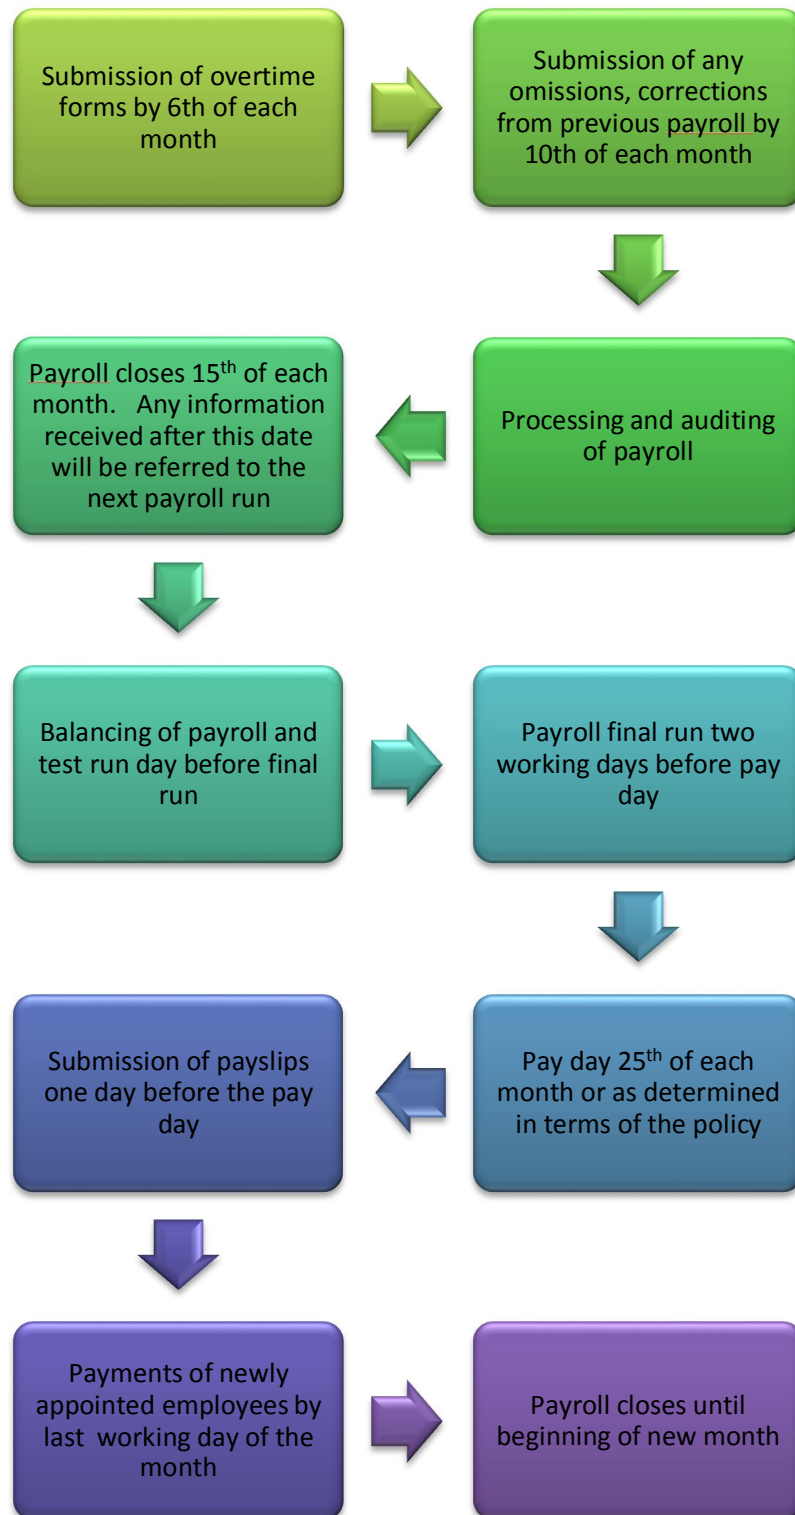 Submission of overtime
forms by 6th of each
month
Submission of any
omissions, corrections
from previous payroll by
10th of each month
Processing and auditing
of payroll
Payroll closes 15th of each
month.   Any information
received after this date
will be referred to the
next payroll run
Balancing of payroll and
test run day before final
run
Payroll final run two
working days before pay
day
Pay day 25th of each
month or as determined
in terms of the policy
Submission of payslips
one day before the pay
day
Payments of newly
appointed employees by
last  working day of the
month
Payroll closes until
beginning of new month